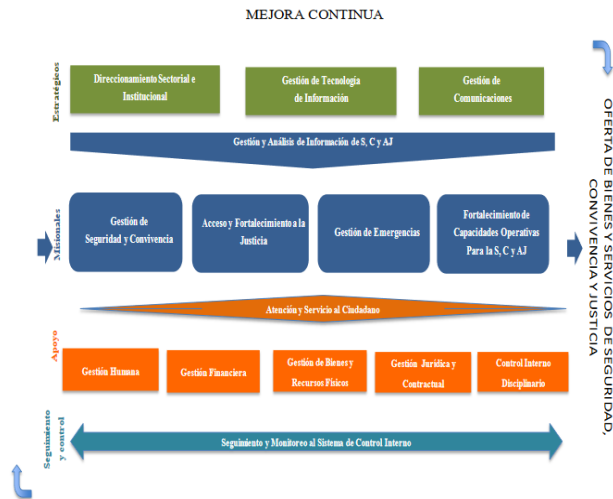 MEJORA CONTINUA
Estratégicos
Direccionamiento Sectorial e
Institucional
Gestión de Tecnología
de Información
Gestión de
Comunicaciones
Gestión y Análisis de Información de S, C y AJ
Misionales
Gestión de
Seguridad y Convivencia
Acceso y Fortalecimiento a la
Justicia
Gestión de Emergencias
Fortalecimiento de
Capacidades Operativas
Para la S, C y AJ
Atención y Servicio al Ciudadano
Apoyo
Gestión Humana
Gestión Financiera
Gestión de Bienes y
Recursos Físicos
Gestión Jurídica y
Contractual
Control Interno
Disciplinario
Seguimiento
y control
Seguimiento y Monitoreo al Sistema de Control Interno
OFERTA DE BIENES Y SERVICIOS DE SEGURIDAD,
CONVIVENCIA Y JUSTICIA